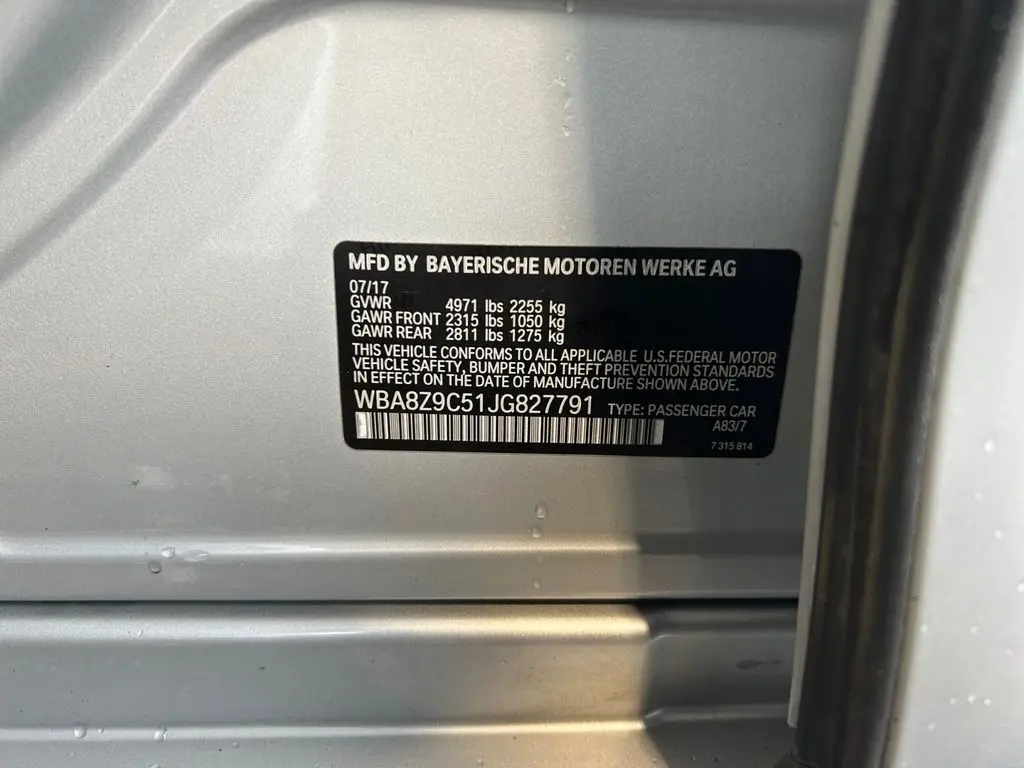 MFD BY BAYERISCHE MOTOREN WERKE AG
07/17
GVWR 4971 lbs 2255 kg
GAWR FRONT 2315 lbs 1050 kg
GAWR REAR 2811 lbs 1275 kg
THIS VEHICLE CONFORMS TO ALL APPLICABLE U.S.FEDERAL MOTOR
VEHICLE SAFETY, BUMPER AND THEFT PREVENTION STANDARDS
IN EFFECT ON THE DATE OF MANUFACTURE SHOWN ABOVE.
WBA8Z9C51JG827791 TYPE: PASSENGER CAR
A83/7
7 315 814